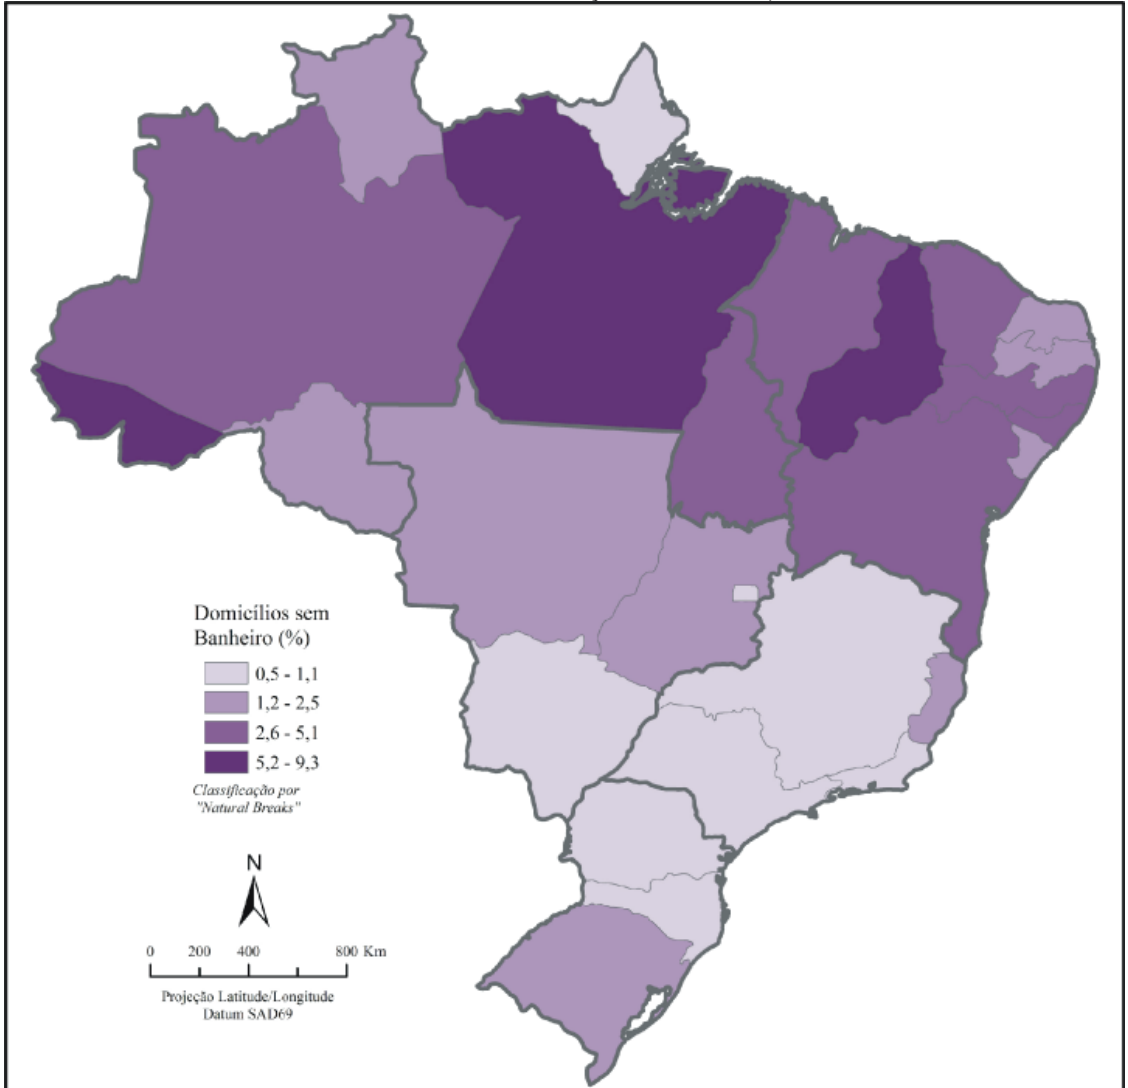 Domicílios sem
Banheiro (%)
0,5 - 1,1
1,2 - 2,5
2,6 - 5,1
5,2 - 9,3
Classificação por
"Natural Breaks"
N
0 200 400 800 Km
Projeção Latitude/Longitude
Datum SAD69